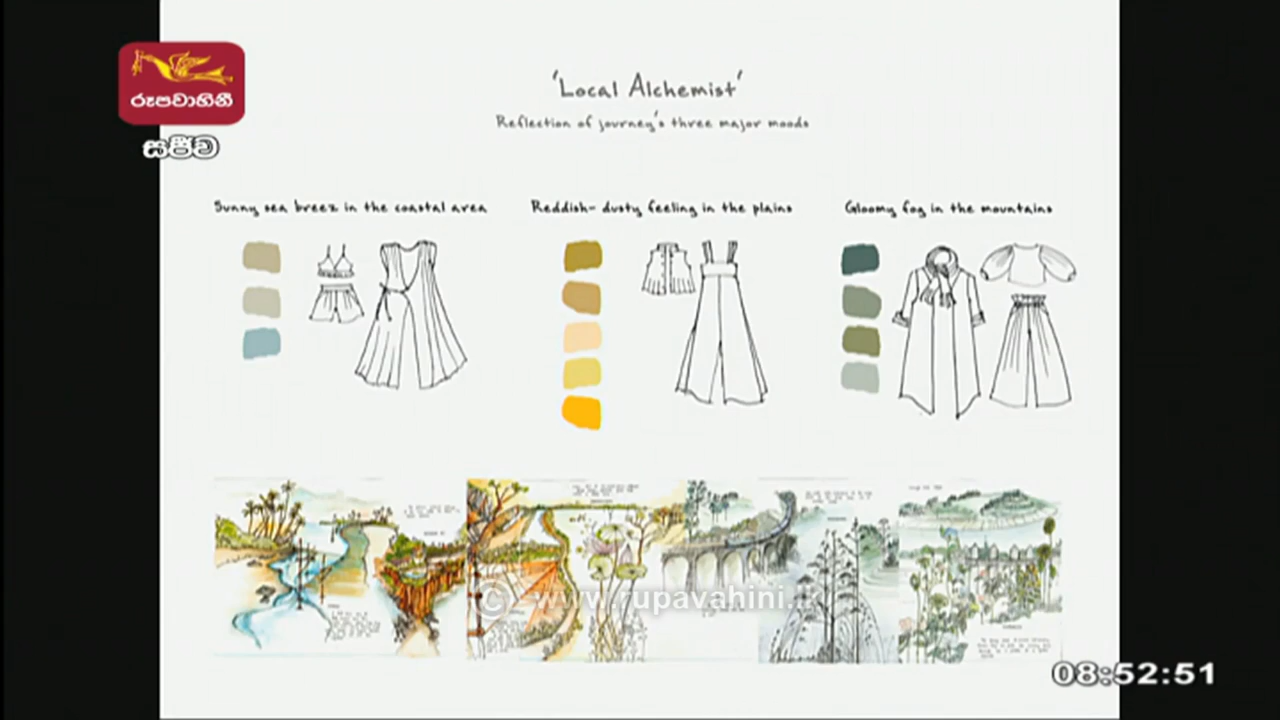 රූපවාහිනී
සජීව
'Local Alchemist'
Reflection of journey's three major moods
Sunny sea breez in the coastal area
Reddish- dusty feeling in the plains
Gloomy fog in the mountains
© www.rupavahini.lk
08:52:51